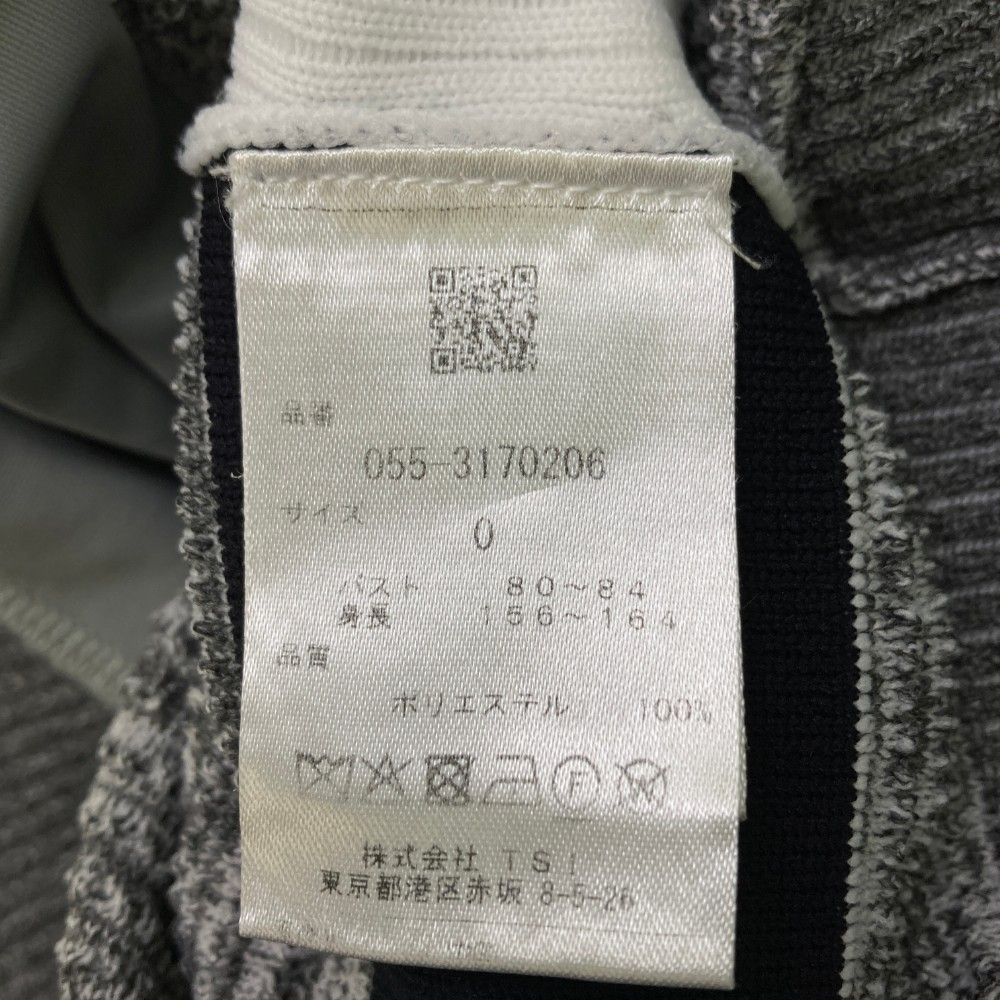 品番
055-3170206
サイズ
0
バスト 80～84
身長 156～164
品質
ポリエステル 100%
F
株式会社 TSI
東京都港区赤坂 8-5-26